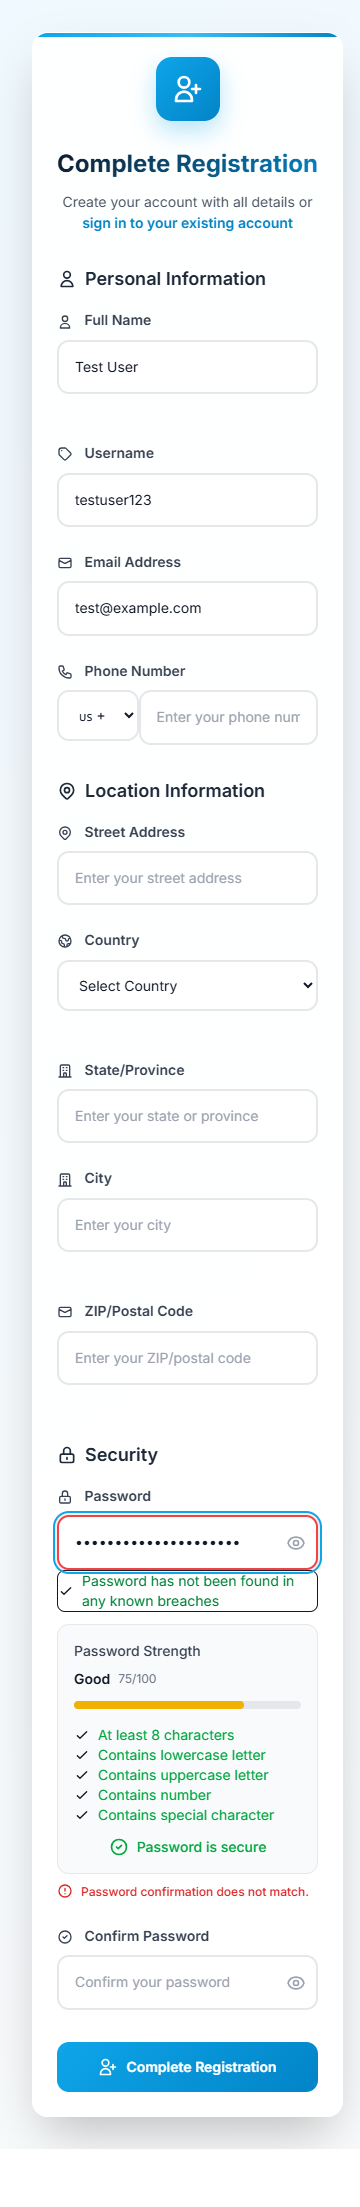 Complete Registration
Create your account with all details or
sign in to your existing account
Personal Information
Full Name
Test User
Username
testuser123
Email Address
test@example.com
Phone Number
US +
Enter your phone num
Location Information
Street Address
Enter your street address
Country
Select Country
State/Province
Enter your state or province
City
Enter your city
ZIP/Postal Code
Enter your ZIP/postal code
Security
Password
•••••••••••••••••••••
Password has not been found in
any known breaches
Password Strength
Good 75/100
At least 8 characters
Contains lowercase letter
Contains uppercase letter
Contains number
Contains special character
Password is secure
Password confirmation does not match.
Confirm Password
Confirm your password
Complete Registration